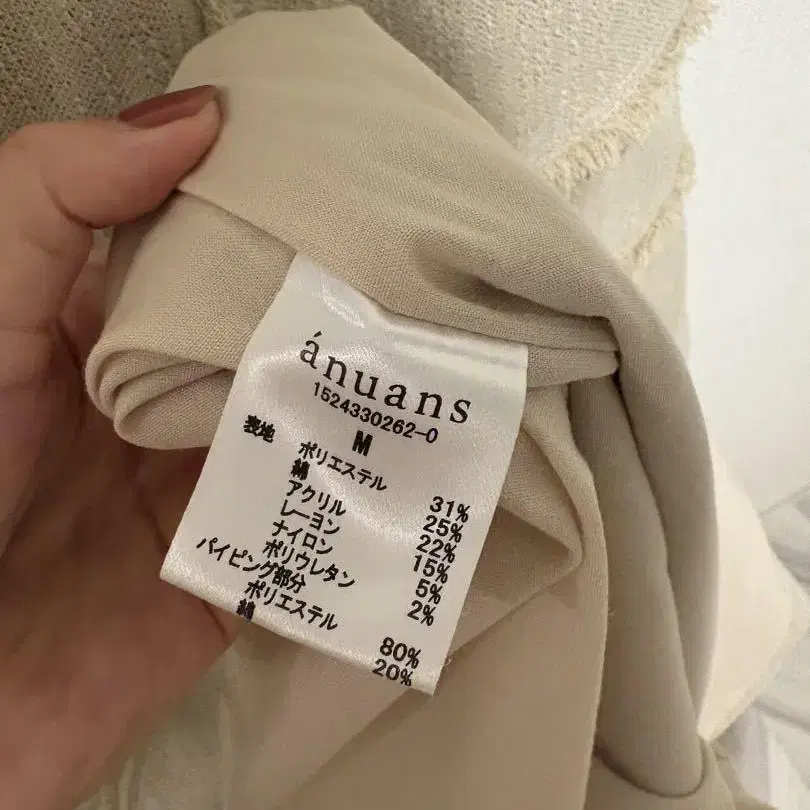 ánuans
1524330262-0
M
表地 ポリエステル 31%
綿 25%
アクリル 22%
レーヨン 15%
ナイロン 5%
ポリウレタン 2%
パイピング部分
ポリエステル 80%
綿 20%